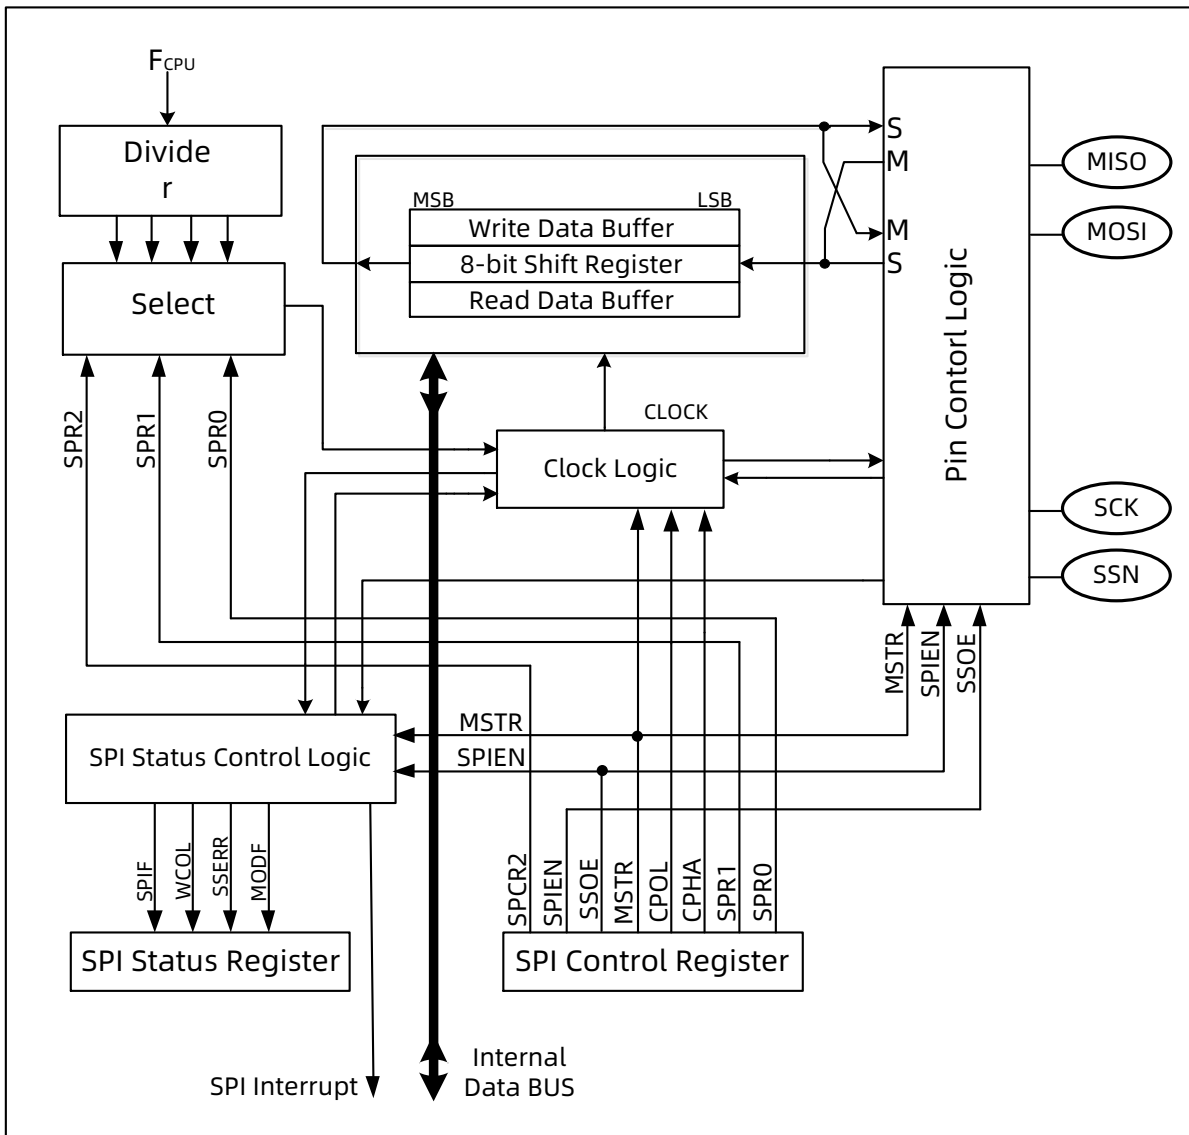 FCPU
Divide
r
Select
SPR2
SPR1
SPR0
MSB
LSB
Write Data Buffer
8-bit Shift Register
Read Data Buffer
CLOCK
Clock Logic
S
M
M
S
Pin Contorl Logic
MISO
MOSI
SCK
SSN
MSTR
SPIEN
SSOE
MSTR
SPIEN
SPI Status Control Logic
SPIF
WCOL
SSERR
MODF
SPI Status Register
SPCR2
SPIEN
SSOE
MSTR
CPOL
CPHA
SPR1
SPR0
SPI Control Register
SPI Interrupt
Internal
Data BUS